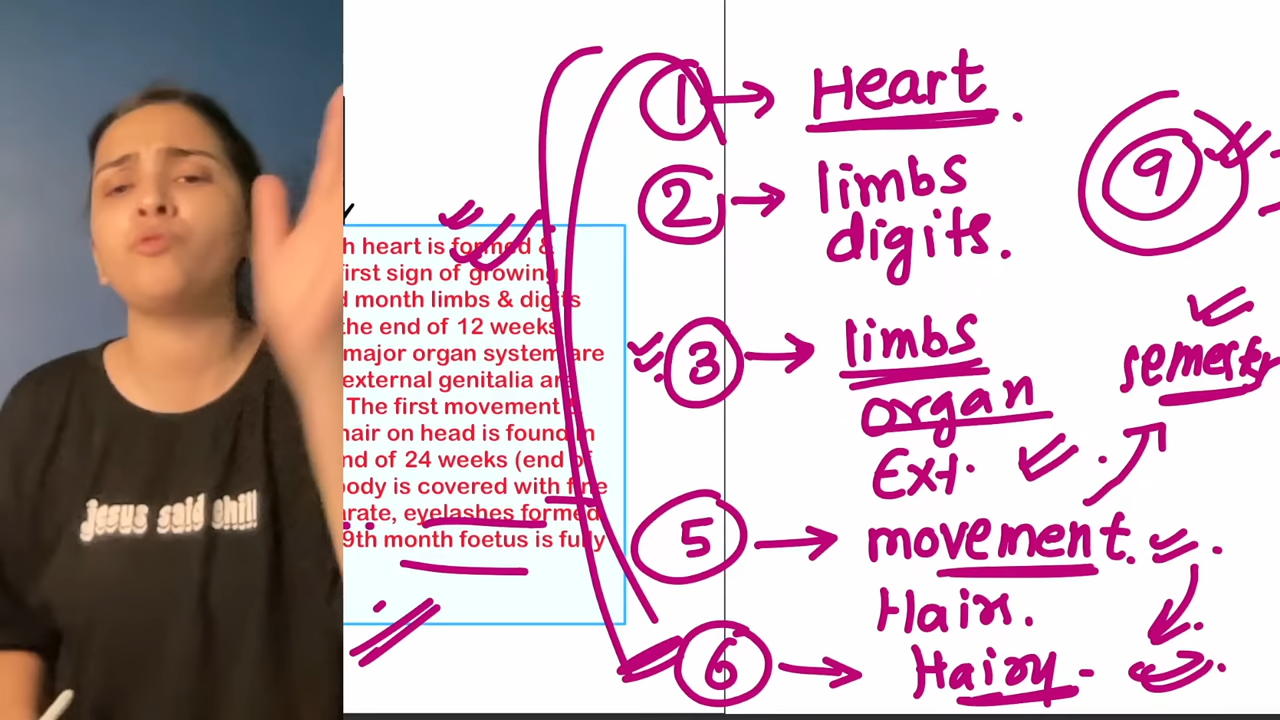 jesus said chill
h heart is formed &
first sign of growing
d month limbs & digits
the end of 12 weeks
major organ system are
external genitalia are
The first movement &
hair on head is found in
nd of 24 weeks (end of
body is covered with fine
arate, eyelashes formed
9th month foetus is fully
1 → Heart.
2 → limbs
digits.
3 → limbs
organ
Ext.
5 → movement.
Hair.
6 → Hairy
9
semester